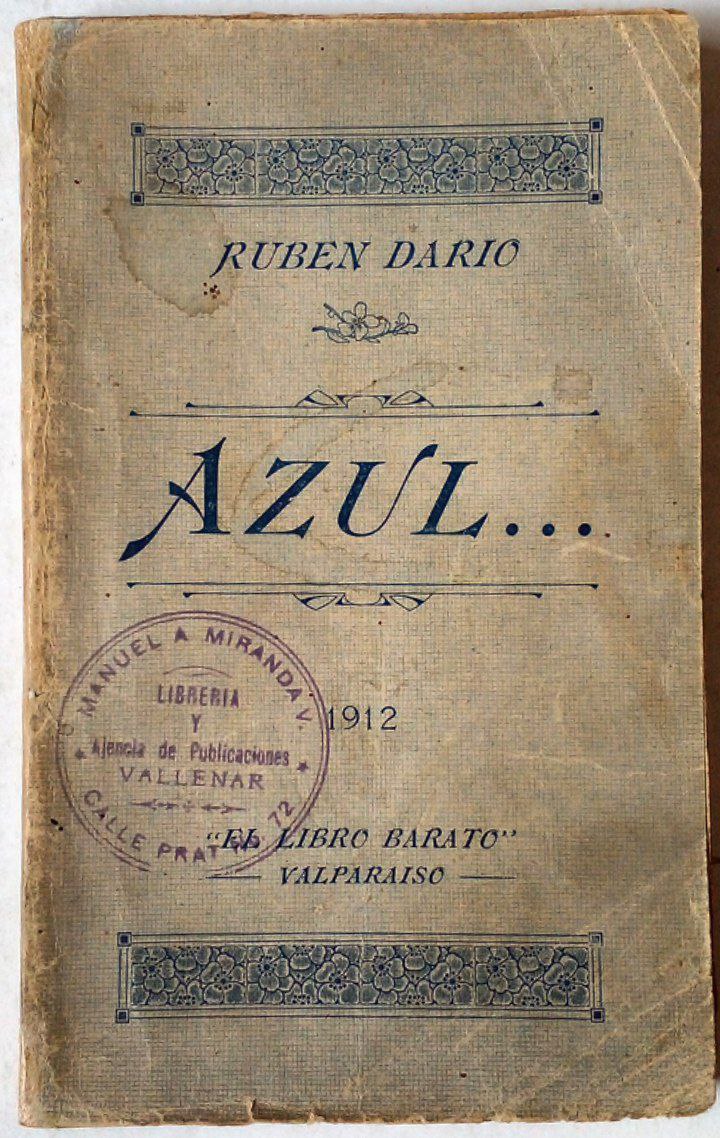 RUBEN DARIO
AZUL...
MANUEL A MIRANDA V.
LIBRERIA
Y
Ajencia de Publicaciones
VALLENAR
CALLE PRAT 72
1912
"EL LIBRO BARATO"
VALPARAISO